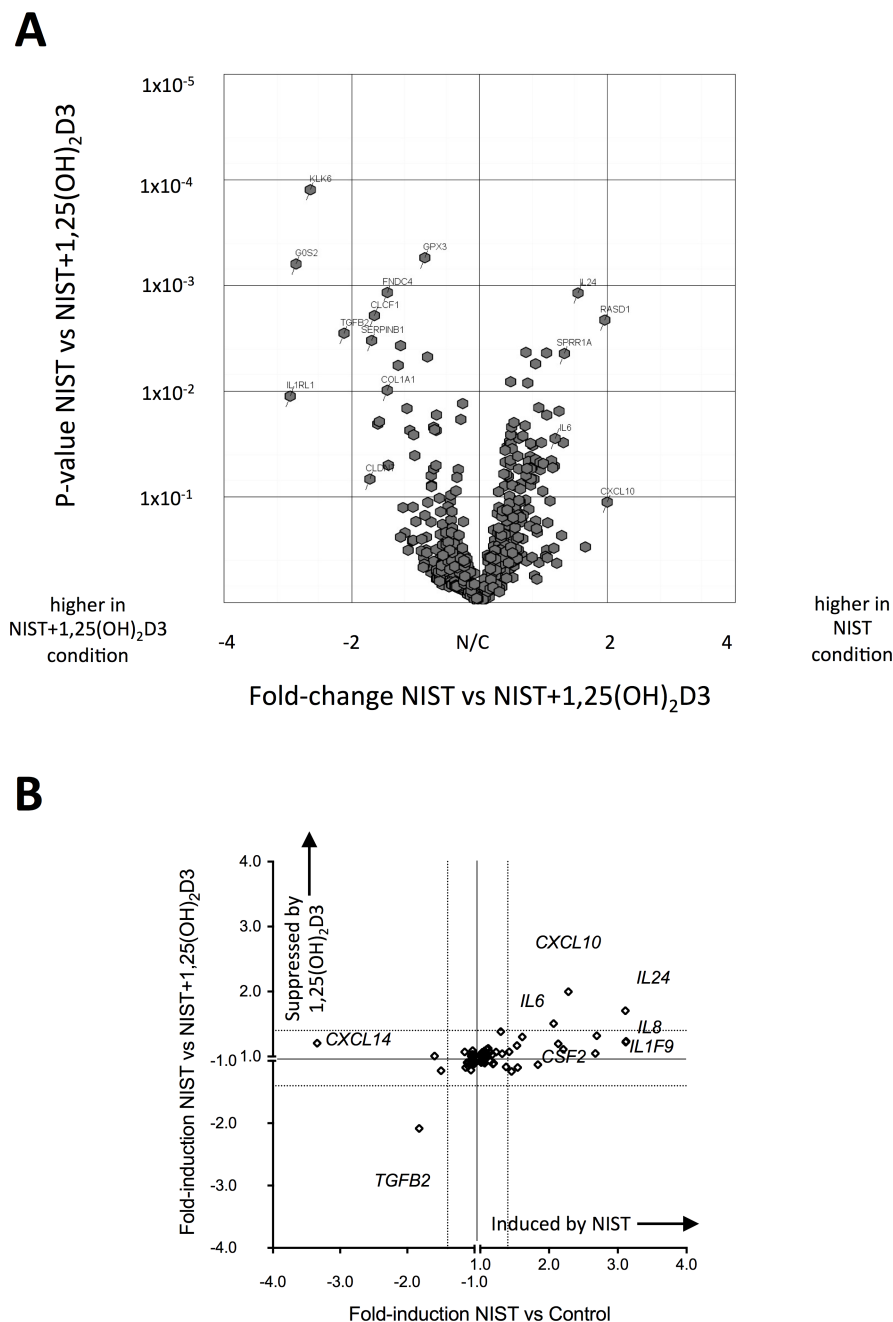 A
P-value NIST vs NIST+1,25(OH)2D3
1x10-5
1x10-4
1x10-3
1x10-2
1x10-1
KLK6
G0S2
GPX3
FNDC4
IL24
CLCF1
RASD1
TGFB2
SERPINB1
SPRR1A
COL1A1
IL1RL1
IL6
CLDN1
CXCL10
higher in
NIST+1,25(OH)2D3
condition
-4
-2
N/C
2
4
higher in
NIST
condition
Fold-change NIST vs NIST+1,25(OH)2D3
B
Fold-induction NIST vs NIST+1,25(OH)2D3
Suppressed by
1,25(OH)2D3
4.0
3.0
2.0
1.0
-1.0
-2.0
-3.0
-4.0
CXCL10
IL24
IL6
IL8
CXCL14
IL1F9
CSF2
TGFB2
Induced by NIST
-4.0
-3.0
-2.0
-1.0
1.0
2.0
3.0
4.0
Fold-induction NIST vs Control